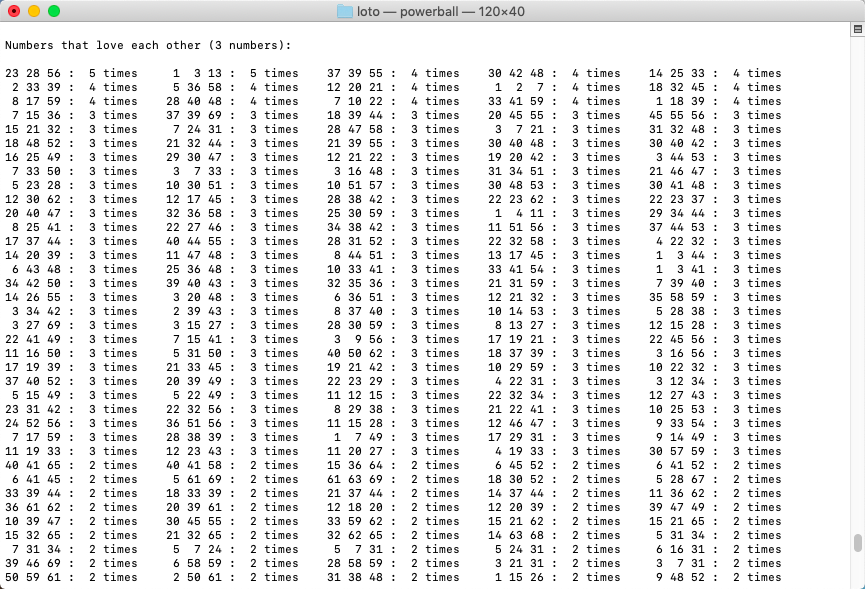 loto — powerball — 120×40
Numbers that love each other (3 numbers):
23 28 56 :  5 times     1  3 13 :  5 times    37 39 55 :  4 times    30 42 48 :  4 times    14 25 33 :  4 times
 2 33 39 :  4 times     5 36 58 :  4 times    12 20 21 :  4 times     1  2  7 :  4 times    18 32 45 :  4 times
 8 17 59 :  4 times    28 40 48 :  4 times     7 10 22 :  4 times    33 41 59 :  4 times     1 18 39 :  4 times
 7 15 36 :  3 times    37 39 69 :  3 times    18 39 44 :  3 times    20 45 55 :  3 times    45 55 56 :  3 times
15 21 32 :  3 times     7 24 31 :  3 times    28 47 58 :  3 times     3  7 21 :  3 times    31 32 48 :  3 times
18 48 52 :  3 times    21 32 44 :  3 times    21 39 55 :  3 times    30 40 48 :  3 times    30 40 42 :  3 times
16 25 49 :  3 times    29 30 47 :  3 times    12 21 22 :  3 times    19 20 42 :  3 times     3 44 53 :  3 times
 7 33 50 :  3 times     3  7 33 :  3 times     3 16 48 :  3 times    31 34 51 :  3 times    21 46 47 :  3 times
 5 23 28 :  3 times    10 30 51 :  3 times    10 51 57 :  3 times    30 48 53 :  3 times    30 41 48 :  3 times
12 30 62 :  3 times    12 17 45 :  3 times    28 38 42 :  3 times    22 23 62 :  3 times    22 23 37 :  3 times
20 40 47 :  3 times    32 36 58 :  3 times    25 30 59 :  3 times     1  4 11 :  3 times    29 34 44 :  3 times
 8 25 41 :  3 times    22 27 46 :  3 times    34 38 42 :  3 times    11 51 56 :  3 times    37 44 53 :  3 times
17 37 44 :  3 times    40 44 55 :  3 times    28 31 52 :  3 times    22 32 58 :  3 times     4 22 32 :  3 times
14 20 39 :  3 times    11 47 48 :  3 times     8 44 51 :  3 times    13 17 45 :  3 times     1  3 44 :  3 times
 6 43 48 :  3 times    25 36 48 :  3 times    10 33 41 :  3 times    33 41 54 :  3 times     1  3 41 :  3 times
34 42 50 :  3 times    39 40 43 :  3 times    32 35 36 :  3 times    21 31 59 :  3 times     7 39 40 :  3 times
14 26 55 :  3 times     3 20 48 :  3 times     6 36 51 :  3 times    12 21 32 :  3 times    35 58 59 :  3 times
 3 34 42 :  3 times     2 39 43 :  3 times     8 37 40 :  3 times    10 14 53 :  3 times     5 28 38 :  3 times
 3 27 69 :  3 times     3 15 27 :  3 times    28 30 59 :  3 times     8 13 27 :  3 times    12 15 28 :  3 times
22 41 49 :  3 times     7 15 41 :  3 times     3  9 56 :  3 times    17 19 21 :  3 times    22 45 56 :  3 times
11 16 50 :  3 times     5 31 50 :  3 times    40 50 62 :  3 times    18 37 39 :  3 times     3 16 56 :  3 times
17 19 39 :  3 times    21 33 45 :  3 times    19 21 42 :  3 times    10 29 59 :  3 times    10 22 32 :  3 times
37 40 52 :  3 times    20 39 49 :  3 times    22 23 29 :  3 times     4 22 31 :  3 times     3 12 34 :  3 times
 5 15 49 :  3 times     5 22 49 :  3 times    11 12 15 :  3 times    22 32 34 :  3 times    12 27 43 :  3 times
23 31 42 :  3 times    22 32 56 :  3 times     8 29 38 :  3 times    21 22 41 :  3 times    10 25 53 :  3 times
24 52 56 :  3 times    36 51 56 :  3 times    11 15 28 :  3 times    12 46 47 :  3 times     9 33 54 :  3 times
 7 17 59 :  3 times    28 38 39 :  3 times     1  7 49 :  3 times    17 29 31 :  3 times     9 14 49 :  3 times
11 19 33 :  3 times    12 23 43 :  3 times    11 20 27 :  3 times     4 19 33 :  3 times    30 57 59 :  3 times
40 41 65 :  2 times    40 41 58 :  2 times    15 36 64 :  2 times     6 45 52 :  2 times     6 41 52 :  2 times
 6 41 45 :  2 times     5 61 69 :  2 times    61 63 69 :  2 times    18 30 52 :  2 times     5 28 67 :  2 times
33 39 44 :  2 times    18 33 39 :  2 times    21 37 44 :  2 times    14 37 44 :  2 times    11 36 62 :  2 times
36 61 62 :  2 times    20 39 61 :  2 times    12 18 20 :  2 times    12 20 39 :  2 times    39 47 49 :  2 times
10 39 47 :  2 times    30 45 55 :  2 times    33 59 62 :  2 times    15 21 62 :  2 times    15 21 65 :  2 times
15 32 65 :  2 times    21 32 65 :  2 times    32 62 65 :  2 times    14 63 68 :  2 times     5 31 34 :  2 times
 7 31 34 :  2 times     5  7 24 :  2 times     5  7 31 :  2 times     5 24 31 :  2 times     6 16 31 :  2 times
39 46 69 :  2 times     6 58 59 :  2 times    28 58 59 :  2 times     3 21 31 :  2 times     3  7 31 :  2 times
50 59 61 :  2 times     2 50 61 :  2 times    31 38 48 :  2 times     1 15 26 :  2 times     9 48 52 :  2 times